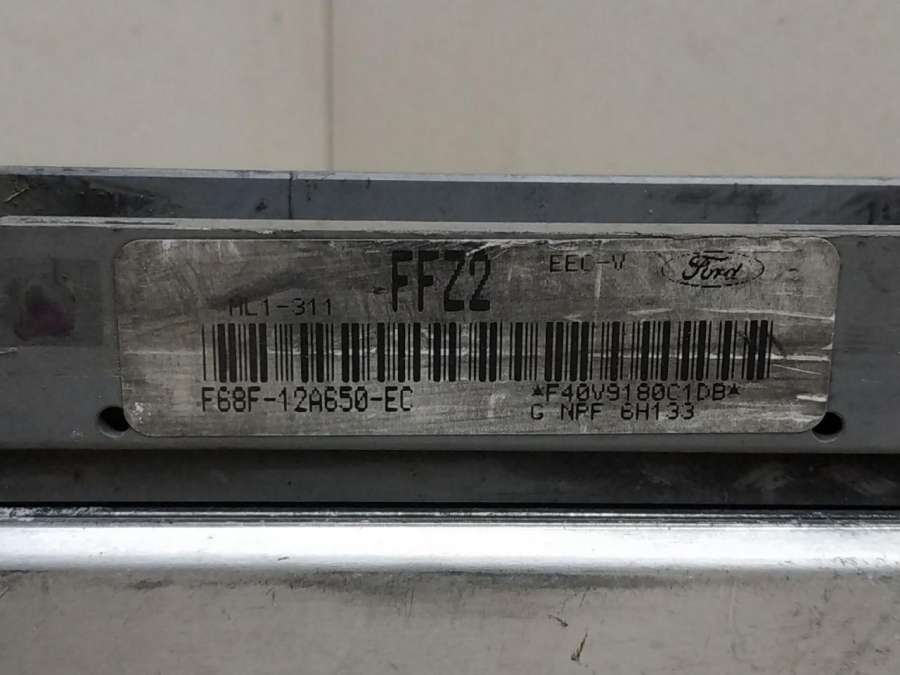 FFZ2
EEC-V
Ford
ML1-311
F68F-12A650-EC
*F40V9180C1DB*
G NPF 6H133